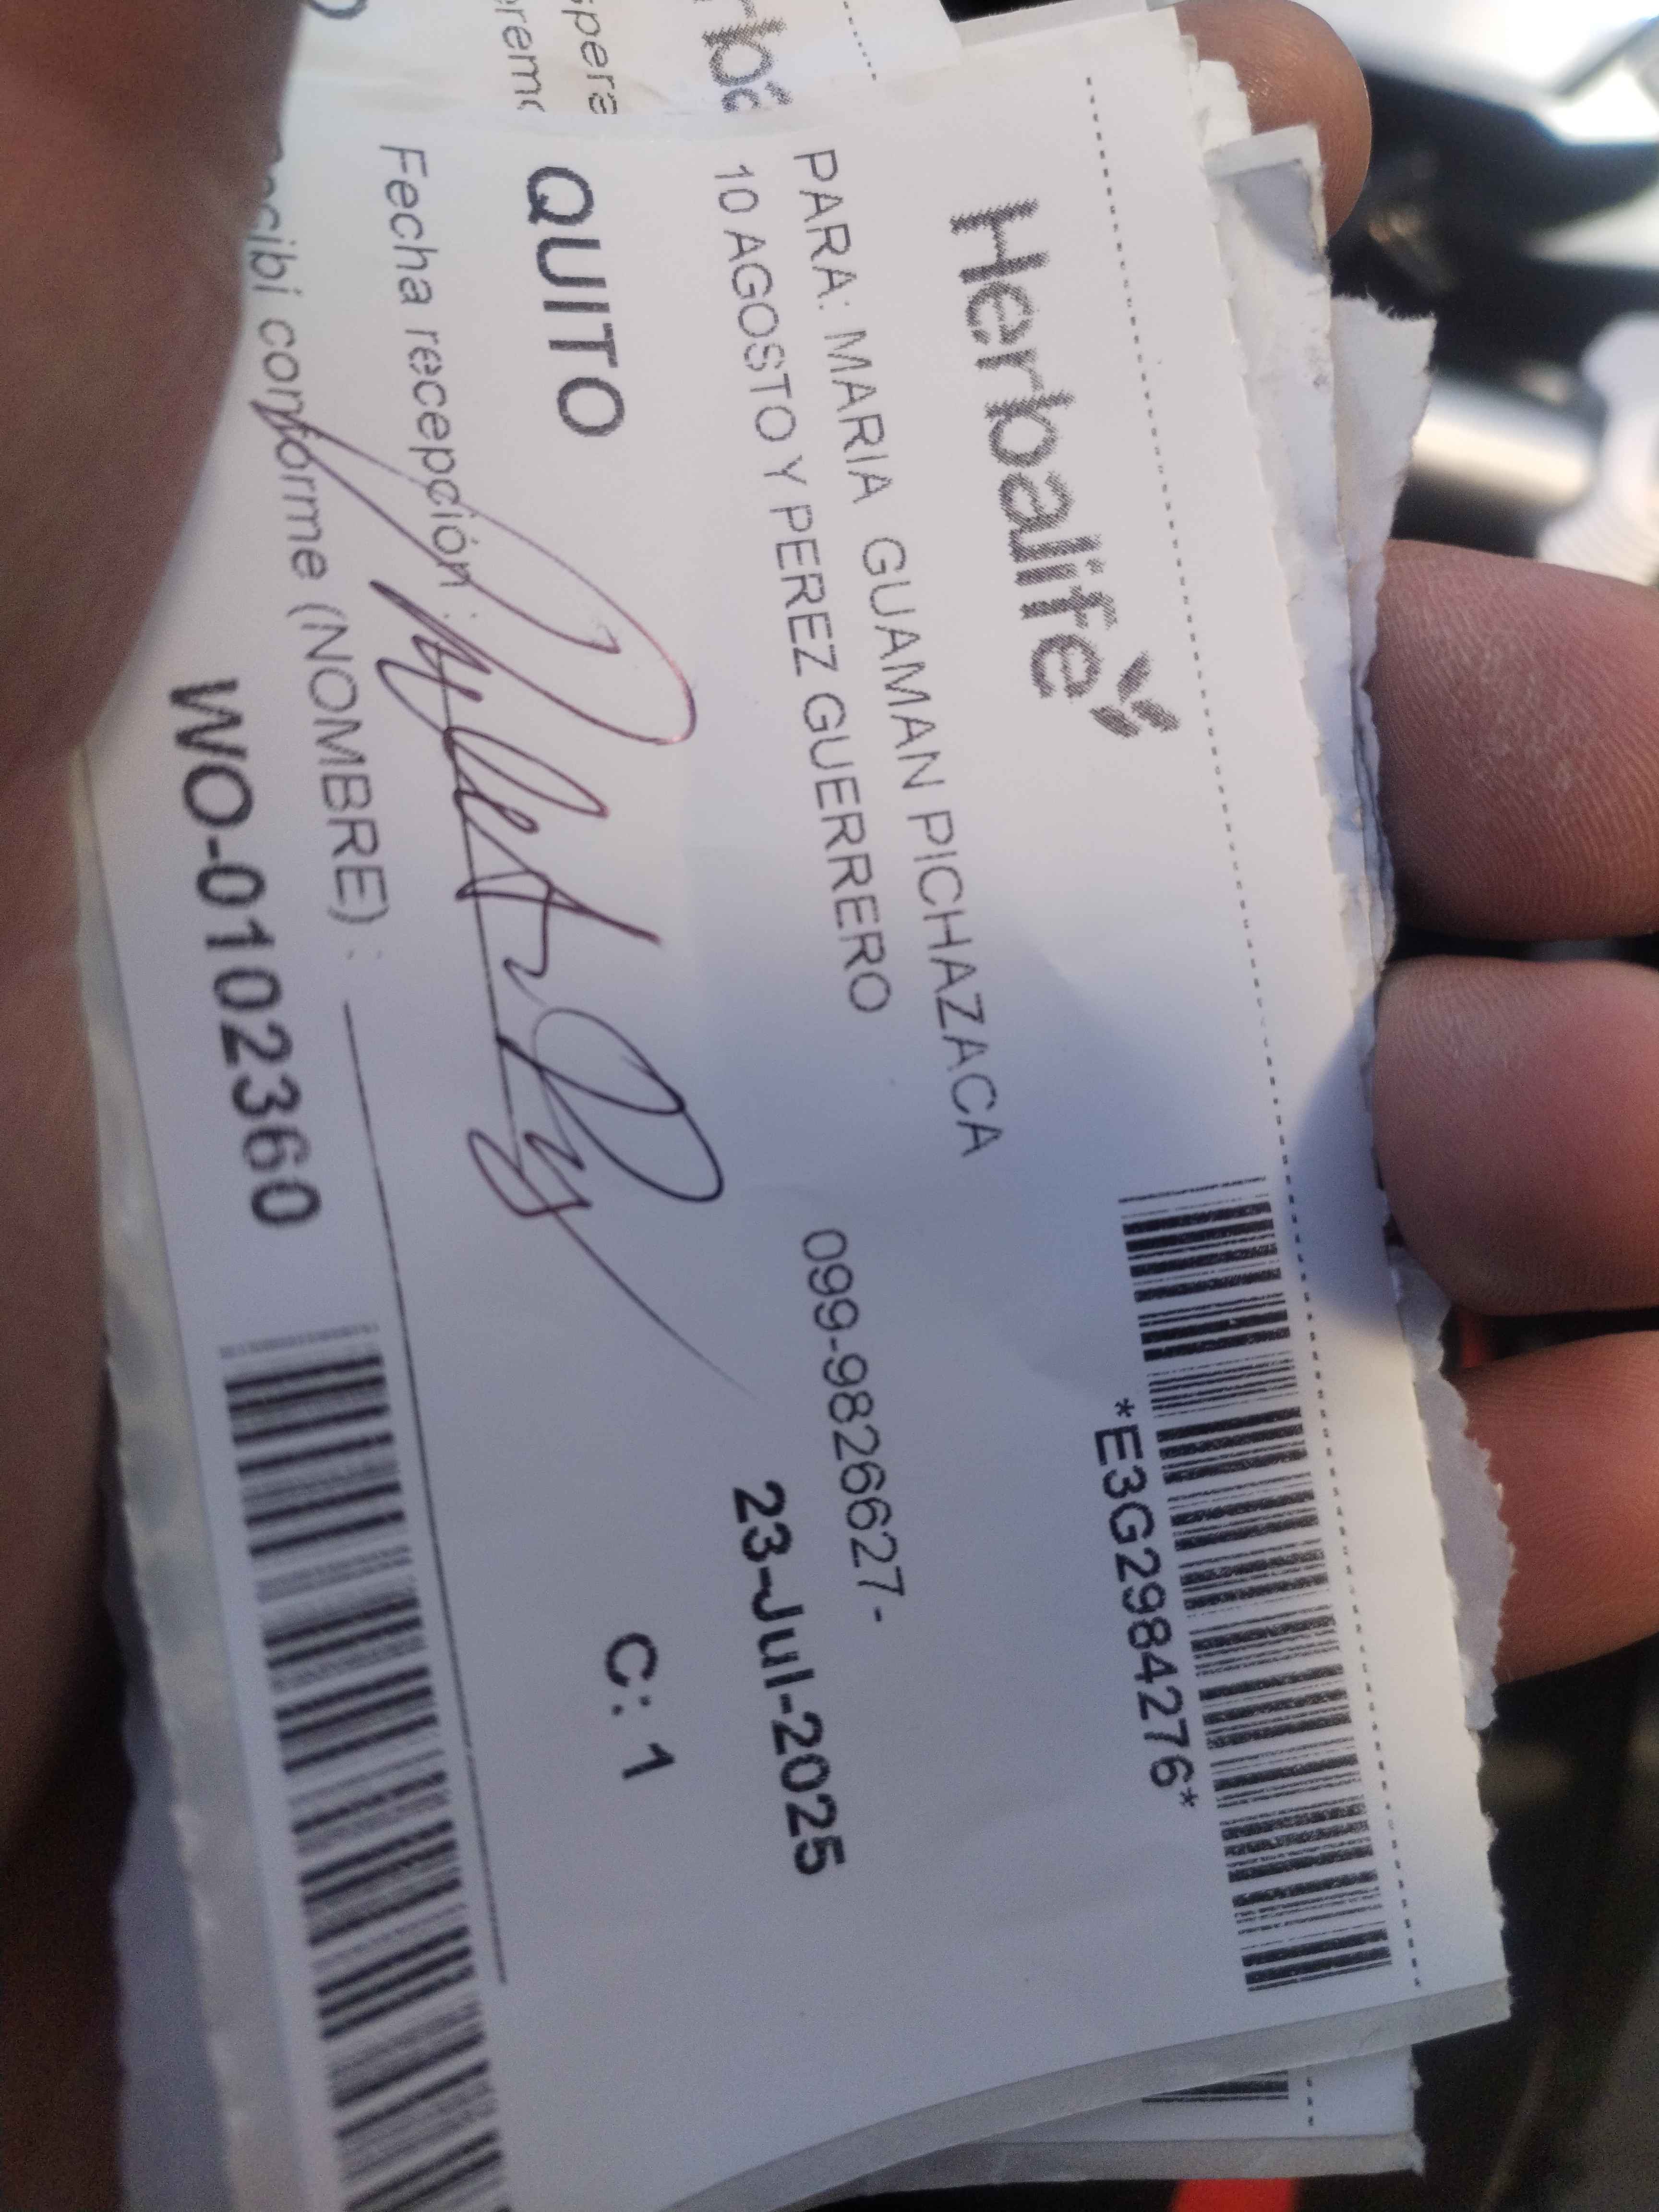 Herbalife
*E3G2984276*
PARA: MARIA GUAMAN PICHAZACA
10 AGOSTO Y PEREZ GUERRERO
099-9826627-
23-Jul-2025
QUITO
C: 1
Fecha recepción :
conforme (NOMBRE) :
WO-01023360